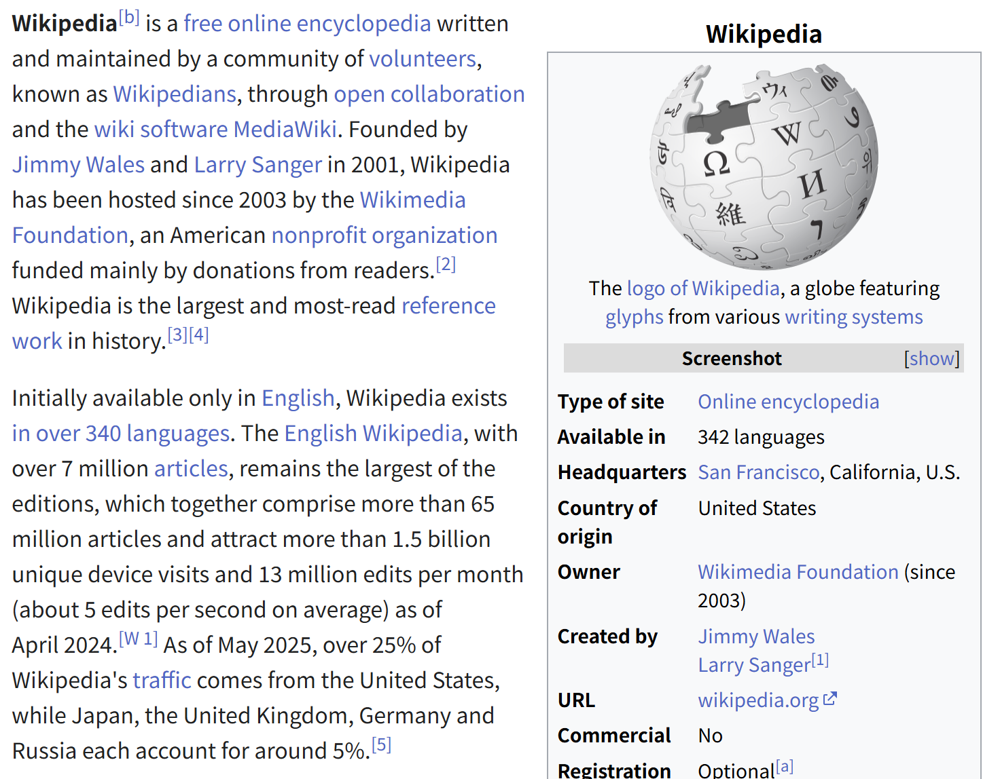 Wikipedia[b] is a free online encyclopedia written
and maintained by a community of volunteers,
known as Wikipedians, through open collaboration
and the wiki software MediaWiki. Founded by
Jimmy Wales and Larry Sanger in 2001, Wikipedia
has been hosted since 2003 by the Wikimedia
Foundation, an American nonprofit organization
funded mainly by donations from readers.[2]
Wikipedia is the largest and most-read reference
work in history.[3][4]
Initially available only in English, Wikipedia exists
in over 340 languages. The English Wikipedia, with
over 7 million articles, remains the largest of the
editions, which together comprise more than 65
million articles and attract more than 1.5 billion
unique device visits and 13 million edits per month
(about 5 edits per second on average) as of
April 2024.[W 1] As of May 2025, over 25% of
Wikipedia's traffic comes from the United States,
while Japan, the United Kingdom, Germany and
Russia each account for around 5%.[5]
Wikipedia
ウィ
W
Ω
И
維
The logo of Wikipedia, a globe featuring
glyphs from various writing systems
Screenshot [show]
Type of site Online encyclopedia
Available in 342 languages
Headquarters San Francisco, California, U.S.
Country of
origin United States
Owner Wikimedia Foundation (since
2003)
Created by Jimmy Wales
Larry Sanger[1]
URL wikipedia.org
Commercial No
Registration Optional[a]